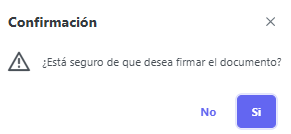 Confirmación
¿Está seguro de que desea firmar el documento?
No
Si